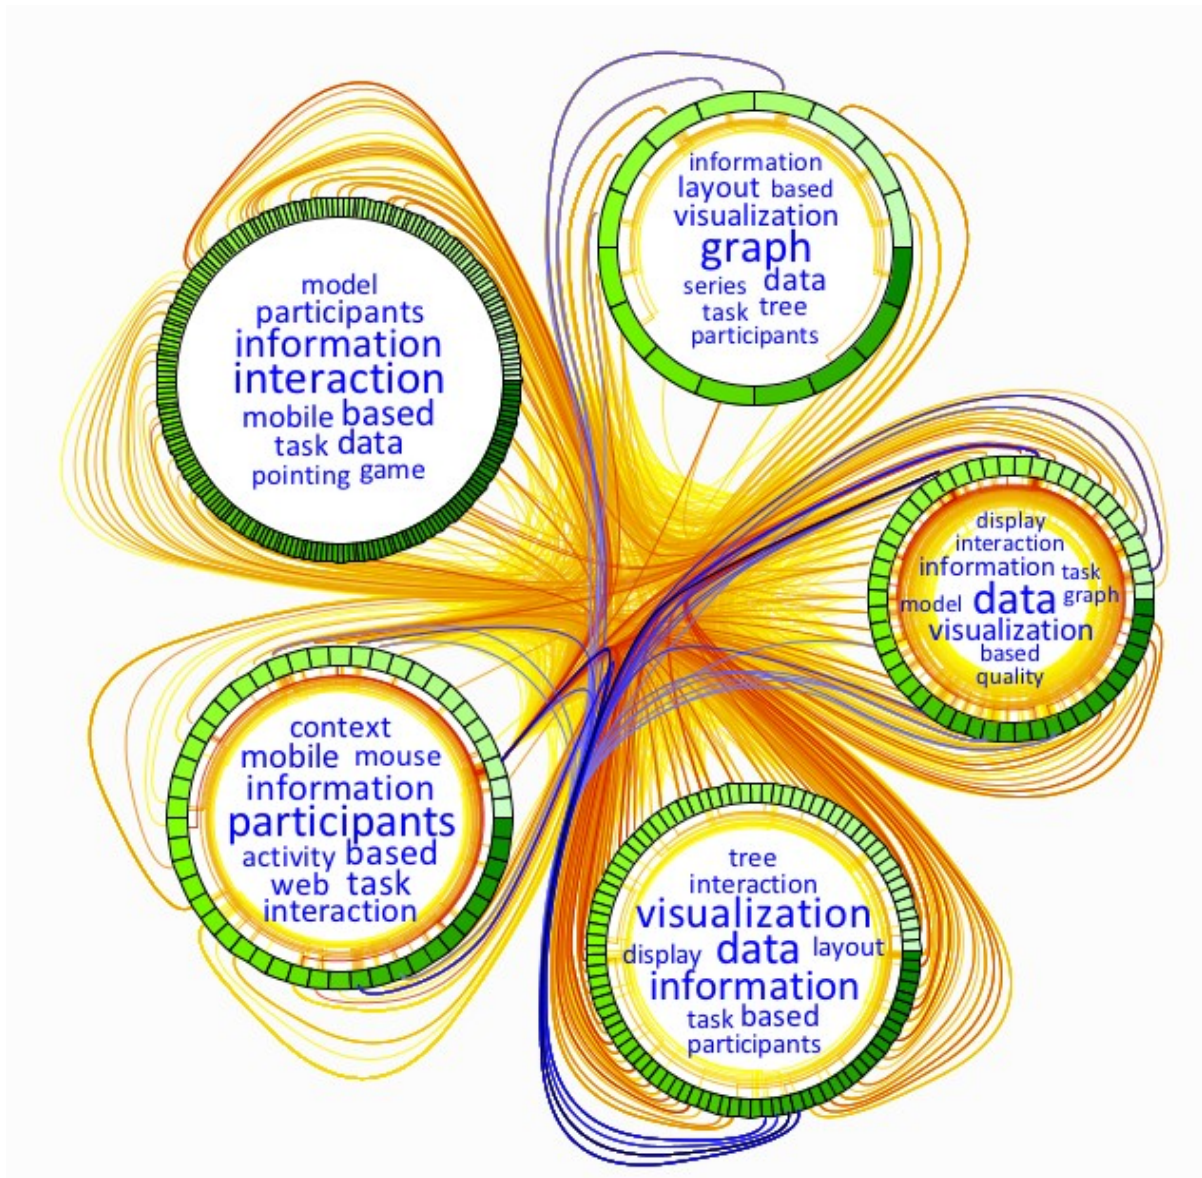 information
layout based
visualization
graph
series data
task tree
participants
model
participants
information
interaction
mobile based
task data
pointing game
display
interaction
information task
model data graph
visualization
based
quality
context
mobile mouse
information
participants
activity based
web task
interaction
tree
interaction
visualization
display data layout
information
task based
participants